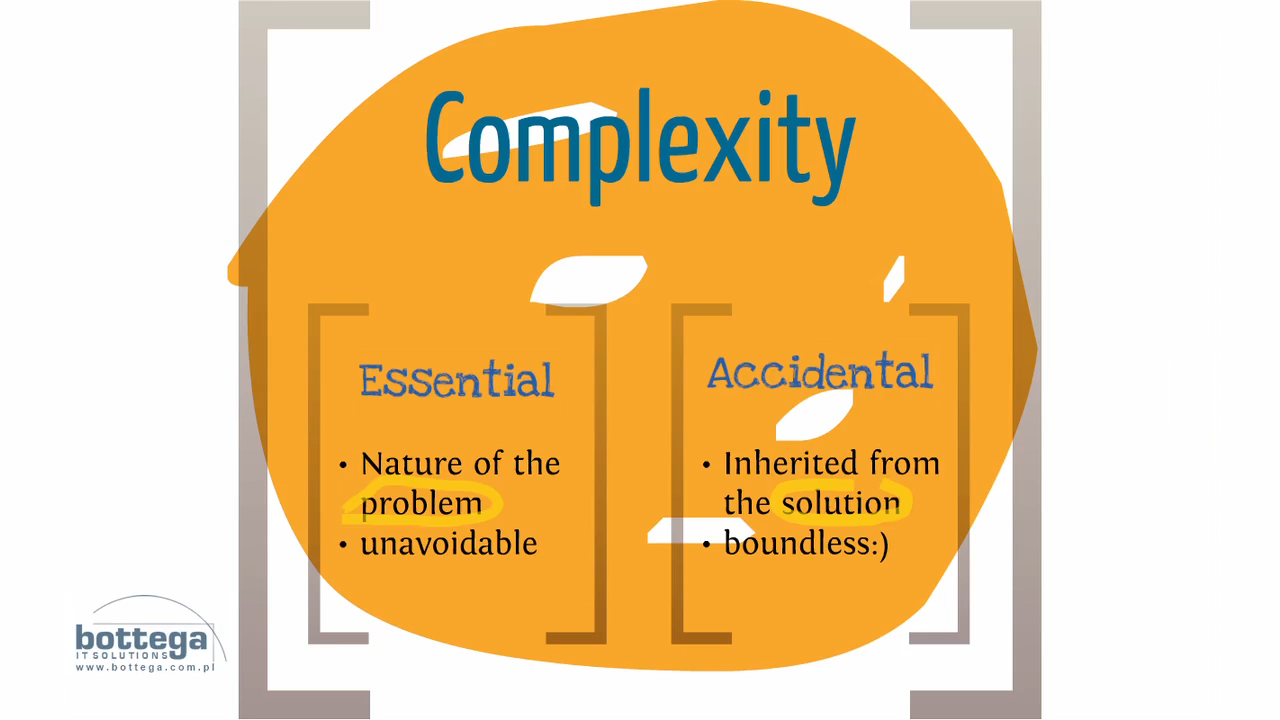 Complexity
Essential
• Nature of the
problem
• unavoidable
Accidental
• Inherited from
the solution
• boundless:)
bottega
IT SOLUTIONS
www.bottega.com.pl